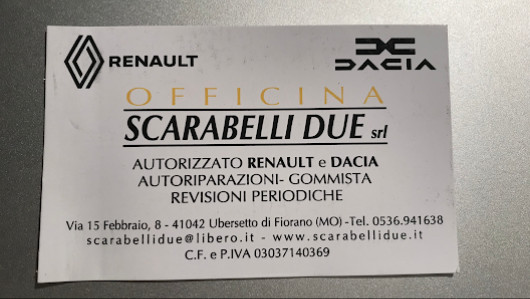 RENAULT
DACIA
OFFICINA
SCARABELLI DUE srl
AUTORIZZATO RENAULT e DACIA
AUTORIPARAZIONI- GOMMISTA
REVISIONI PERIODICHE
Via 15 Febbraio, 8 - 41042 Ubersetto di Fiorano (MO) -Tel. 0536.941638
scarabellidue@libero.it - www.scarabellidue.it
C.F. e P.IVA 03037140369